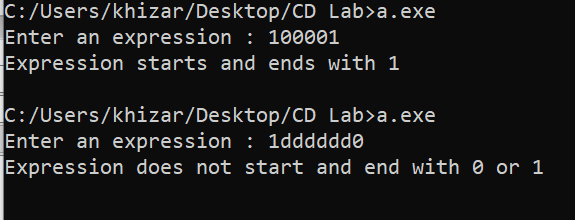 C:/Users/khizar/Desktop/CD Lab>a.exe
Enter an expression : 100001
Expression starts and ends with 1
C:/Users/khizar/Desktop/CD Lab>a.exe
Enter an expression : 1dddddd0
Expression does not start and end with 0 or 1